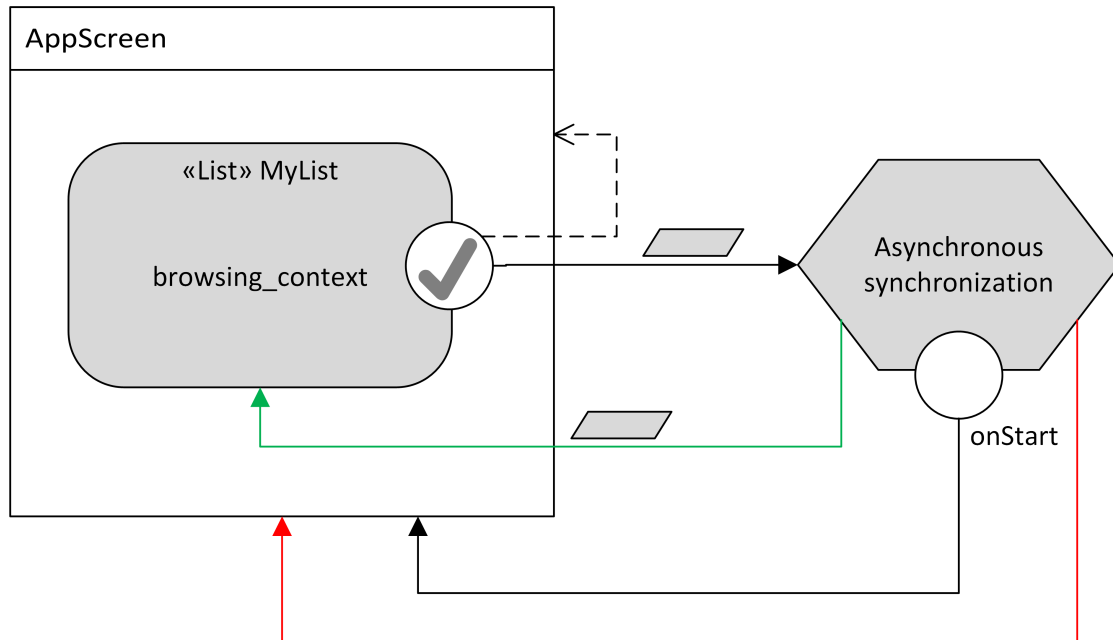 AppScreen
«List» MyList
browsing_context
Asynchronous
synchronization
onStart